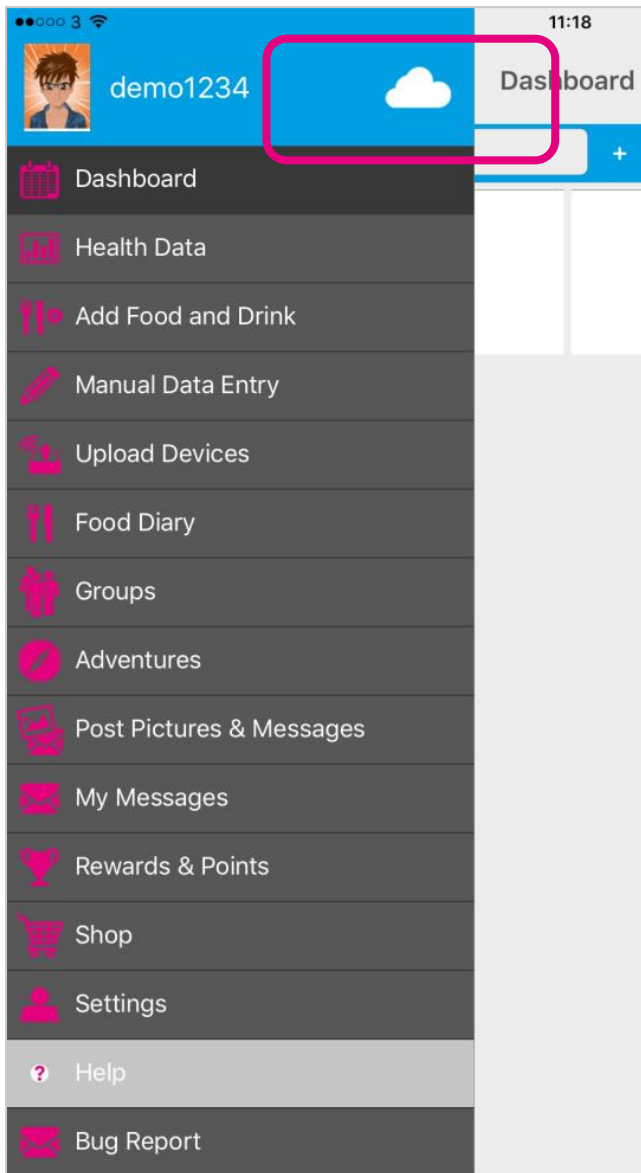 3 11:18
demo1234 Dashboard
+
Dashboard
Health Data
Add Food and Drink
Manual Data Entry
Upload Devices
Food Diary
Groups
Adventures
Post Pictures & Messages
My Messages
Rewards & Points
Shop
Settings
? Help
Bug Report